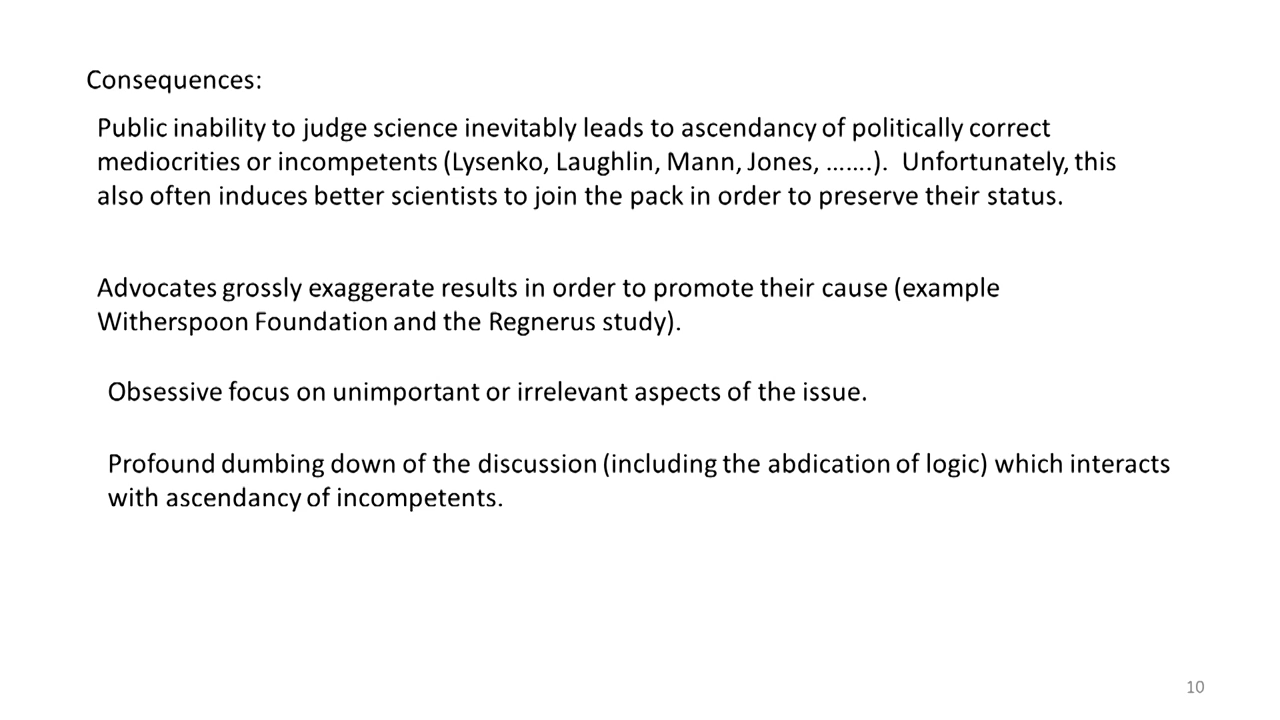 Consequences:
Public inability to judge science inevitably leads to ascendancy of politically correct
mediocrities or incompetents (Lysenko, Laughlin, Mann, Jones, …….).  Unfortunately, this
also often induces better scientists to join the pack in order to preserve their status.
Advocates grossly exaggerate results in order to promote their cause (example
Witherspoon Foundation and the Regnerus study).
Obsessive focus on unimportant or irrelevant aspects of the issue.
Profound dumbing down of the discussion (including the abdication of logic) which interacts
with ascendancy of incompetents.
10